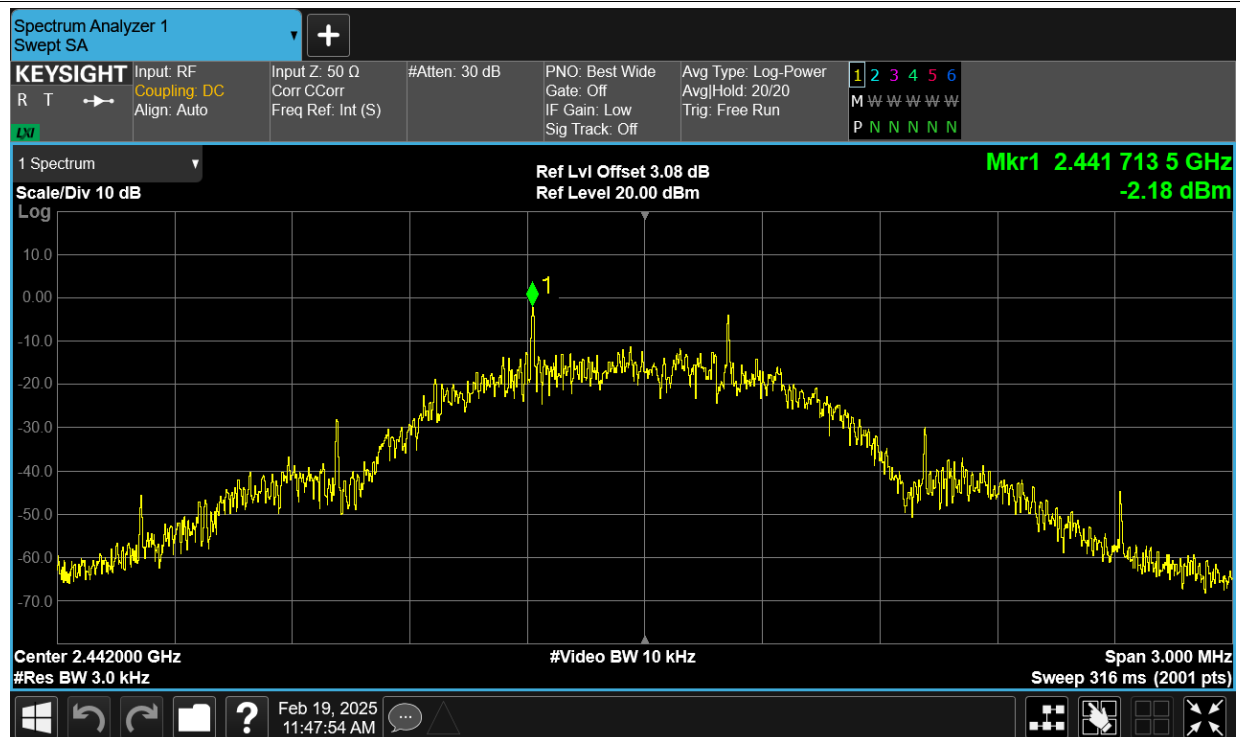 Spectrum Analyzer 1
Swept SA
KEYSIGHT
R T
LXI
Input: RF
Coupling: DC
Align: Auto
Input Z: 50 Ω
Corr CCorr
Freq Ref: Int (S)
#Atten: 30 dB
PNO: Best Wide
Gate: Off
IF Gain: Low
Sig Track: Off
Avg Type: Log-Power
Avg|Hold: 20/20
Trig: Free Run
1 2 3 4 5 6
M W W W W W
P N N N N N
1 Spectrum
Scale/Div 10 dB
Log
Ref Lvl Offset 3.08 dB
Ref Level 20.00 dBm
Mkr1 2.441 713 5 GHz
-2.18 dBm
1
10.0
0.00
-10.0
-20.0
-30.0
-40.0
-50.0
-60.0
-70.0
Center 2.442000 GHz
#Res BW 3.0 kHz
#Video BW 10 kHz
Span 3.000 MHz
Sweep 316 ms (2001 pts)
?
Feb 19, 2025
11:47:54 AM